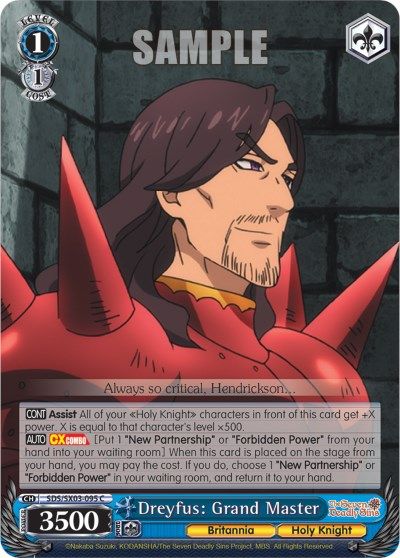 LEVEL
1
1
COST
SAMPLE
Always so critical, Hendrickson...
CONT Assist All of your «Holy Knight» characters in front of this card get +X
power. X is equal to that character's level ×500.
AUTO CX COMBO [Put 1 "New Partnership" or "Forbidden Power" from your
hand into your waiting room] When this card is placed on the stage from
your hand, you may pay the cost. If you do, choose 1 "New Partnership"
or "Forbidden Power" in your waiting room, and return it to your hand.
CH SDS/SX03-095 C
Dreyfus: Grand Master
The Seven Deadly Sins
POWER
3500
SOUL
Britannia
Holy Knight
©Nakaba Suzuki, KODANSHA/The Seven Deadly Sins Project, MBS. All Rights Reserved.